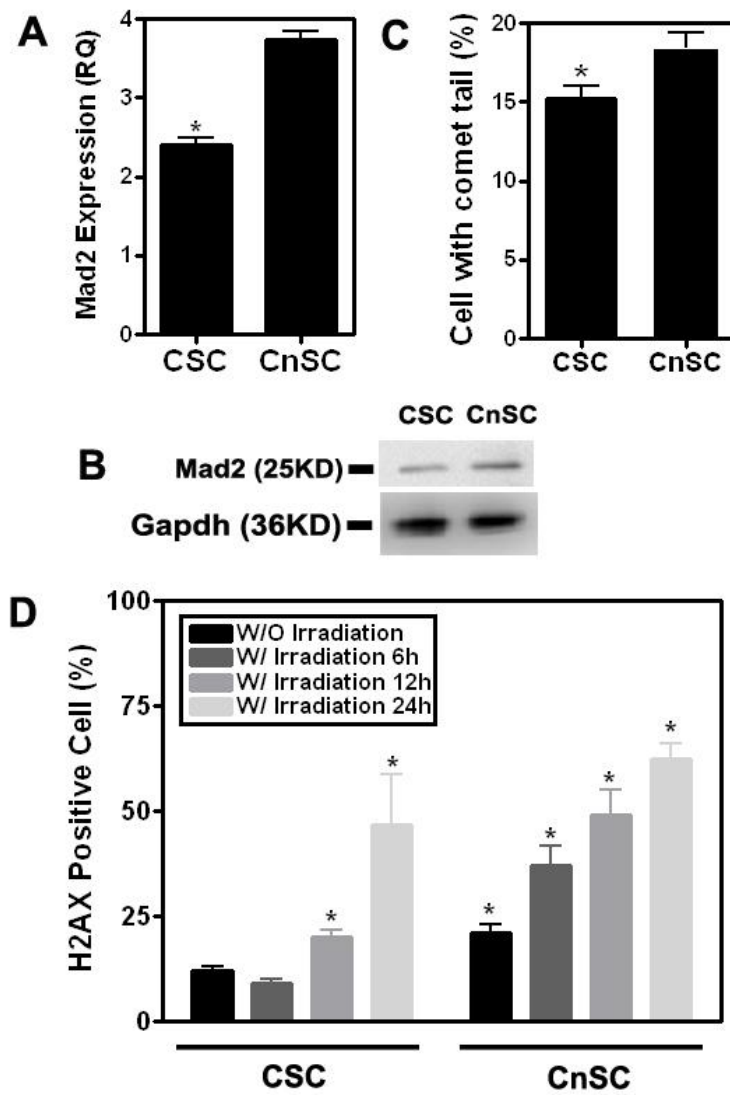 A
Mad2 Expression (RQ)
4
3
2
1
0
*
CSC
CnSC
C
Cell with comet tail (%)
20
15
10
5
0
*
CSC
CnSC
B
CSC CnSC
Mad2 (25KD)
Gapdh (36KD)
D
H2AX Positive Cell (%)
100
75
50
25
0
W/O Irradiation
W/ Irradiation 6h
W/ Irradiation 12h
W/ Irradiation 24h
*
*
*
*
*
*
CSC
CnSC